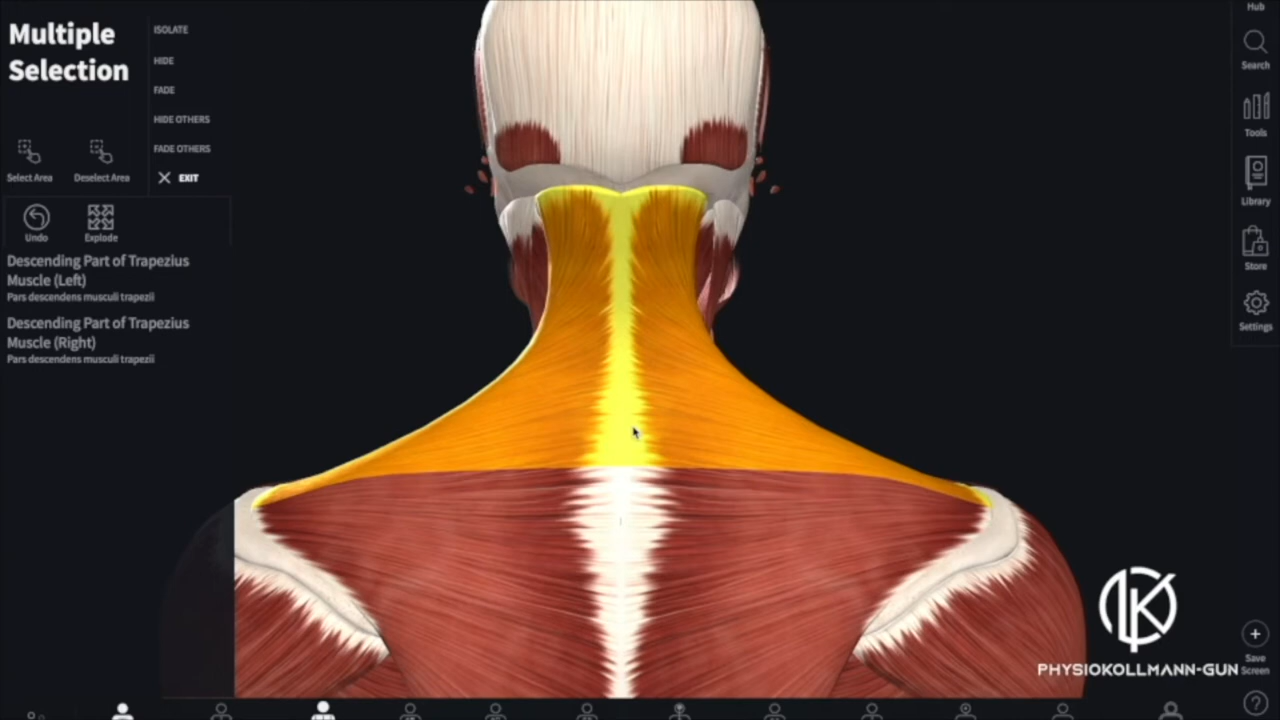 Multiple
Selection
ISOLATE
HIDE
FADE
HIDE OTHERS
FADE OTHERS
EXIT
Select Area
Deselect Area
Undo
Explode
Descending Part of Trapezius
Muscle (Left)
Pars descendens musculi trapezii
Descending Part of Trapezius
Muscle (Right)
Pars descendens musculi trapezii
Hub
Search
Tools
Library
Store
Settings
Save
Screen
PHYSIOKOLLMANN-GUN